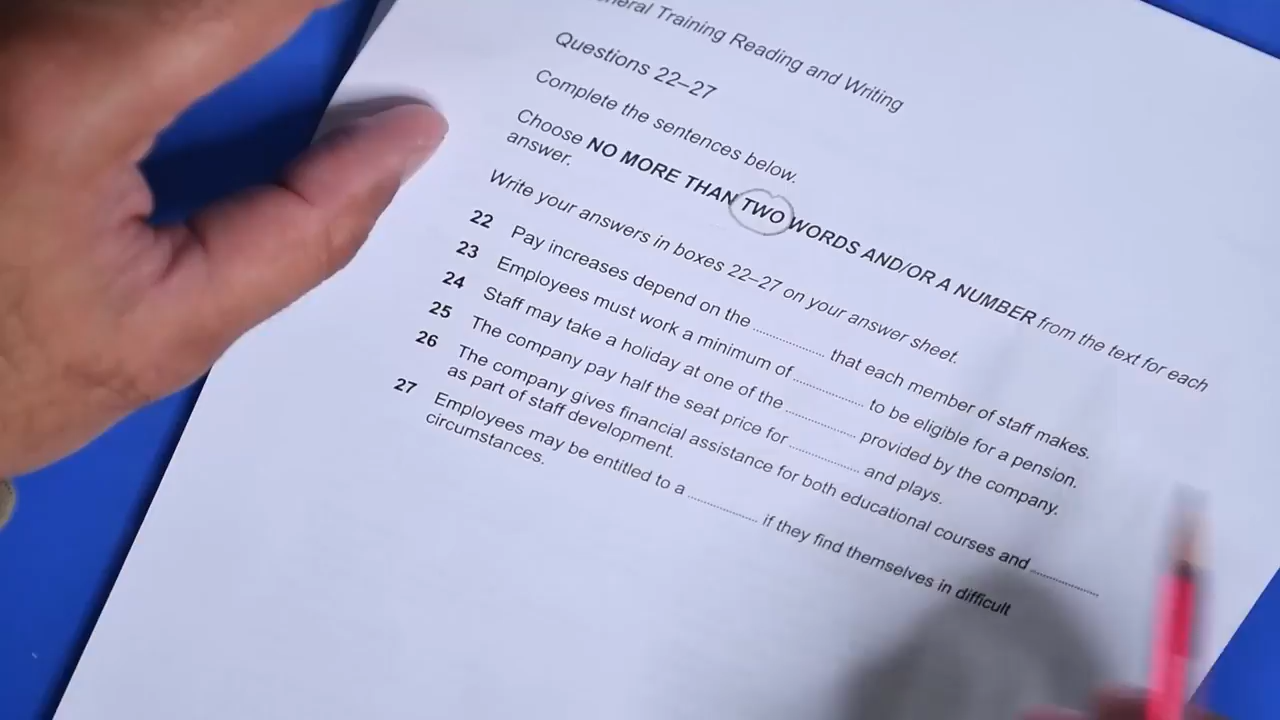 General Training Reading and Writing
Questions 22–27
Complete the sentences below.
Choose NO MORE THAN TWO WORDS AND/OR A NUMBER from the text for each
answer.
Write your answers in boxes 22–27 on your answer sheet.
22 Pay increases depend on the .................. that each member of staff makes.
23 Employees must work a minimum of .................. to be eligible for a pension.
24 Staff may take a holiday at one of the .................. provided by the company.
25 The company pay half the seat price for .................. and plays.
26 The company gives financial assistance for both educational courses and ..................
as part of staff development.
27 Employees may be entitled to a .................. if they find themselves in difficult
circumstances.